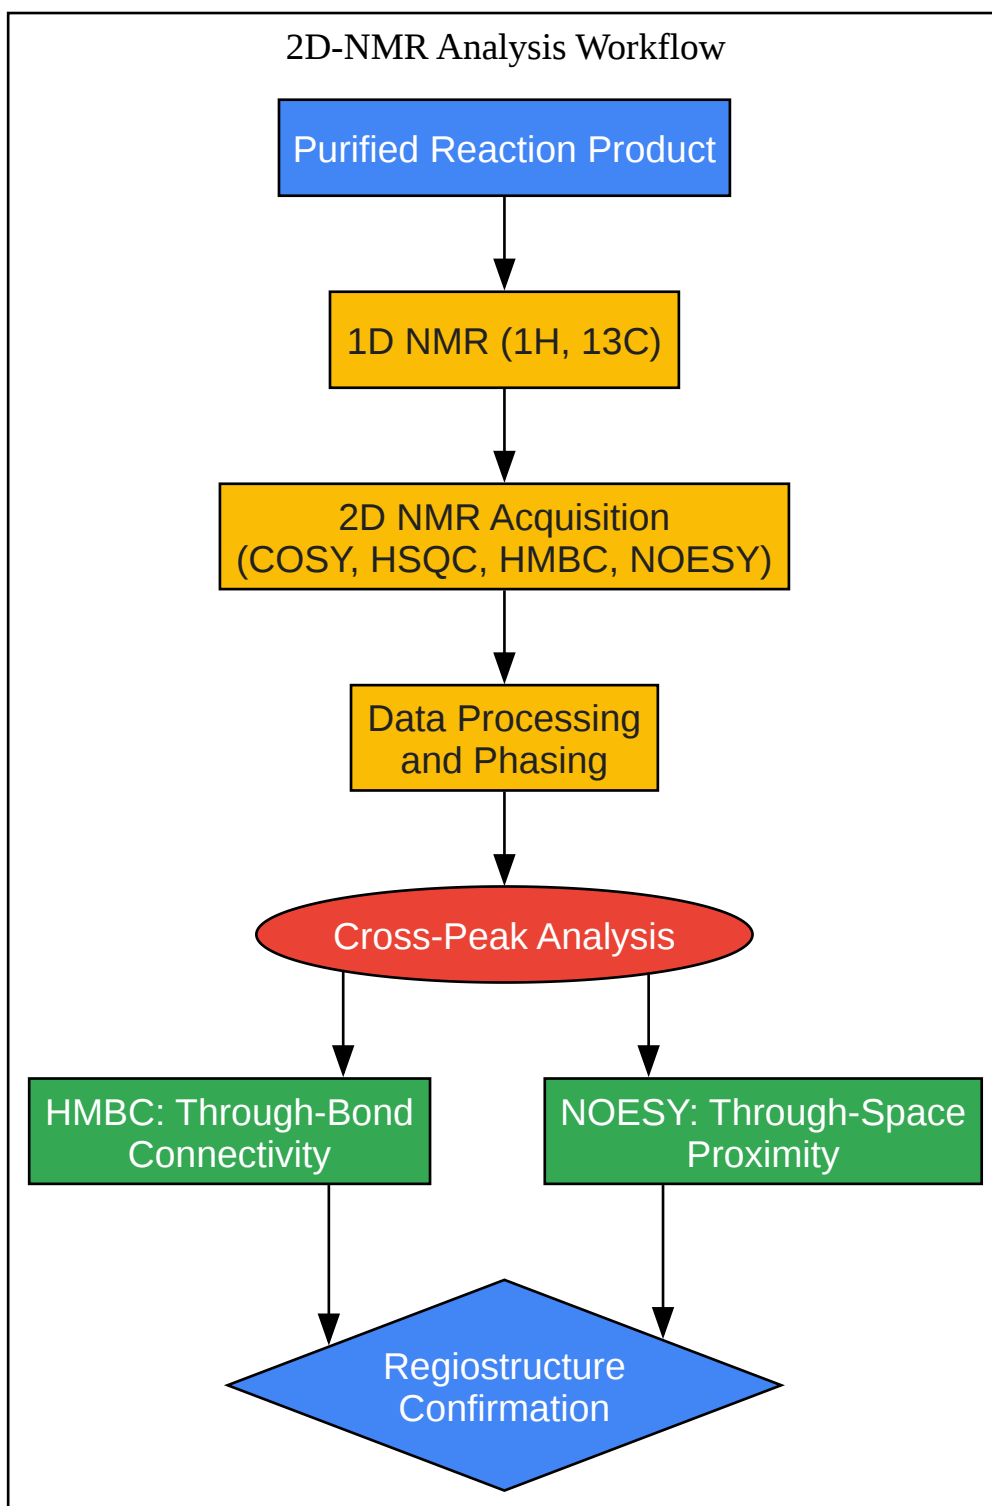 2D-NMR Analysis Workflow
Purified Reaction Product
1D NMR (1H, 13C)
2D NMR Acquisition
(COSY, HSQC, HMBC, NOESY)
Data Processing
and Phasing
Cross-Peak Analysis
HMBC: Through-Bond
Connectivity
NOESY: Through-Space
Proximity
Regiostructure
Confirmation